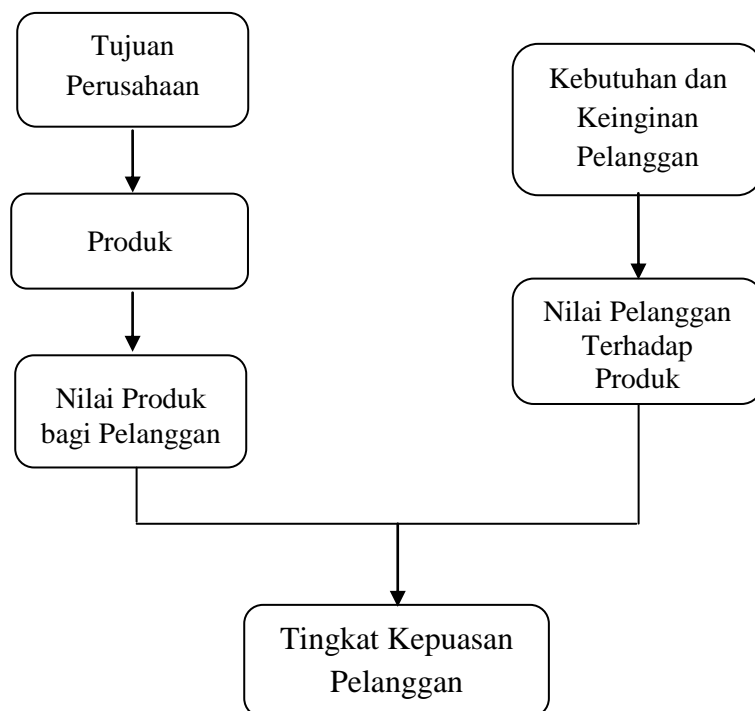 Tujuan
Perusahaan
Kebutuhan dan
Keinginan
Pelanggan
Produk
Nilai Pelanggan
Terhadap
Produk
Nilai Produk
bagi Pelanggan
Tingkat Kepuasan
Pelanggan